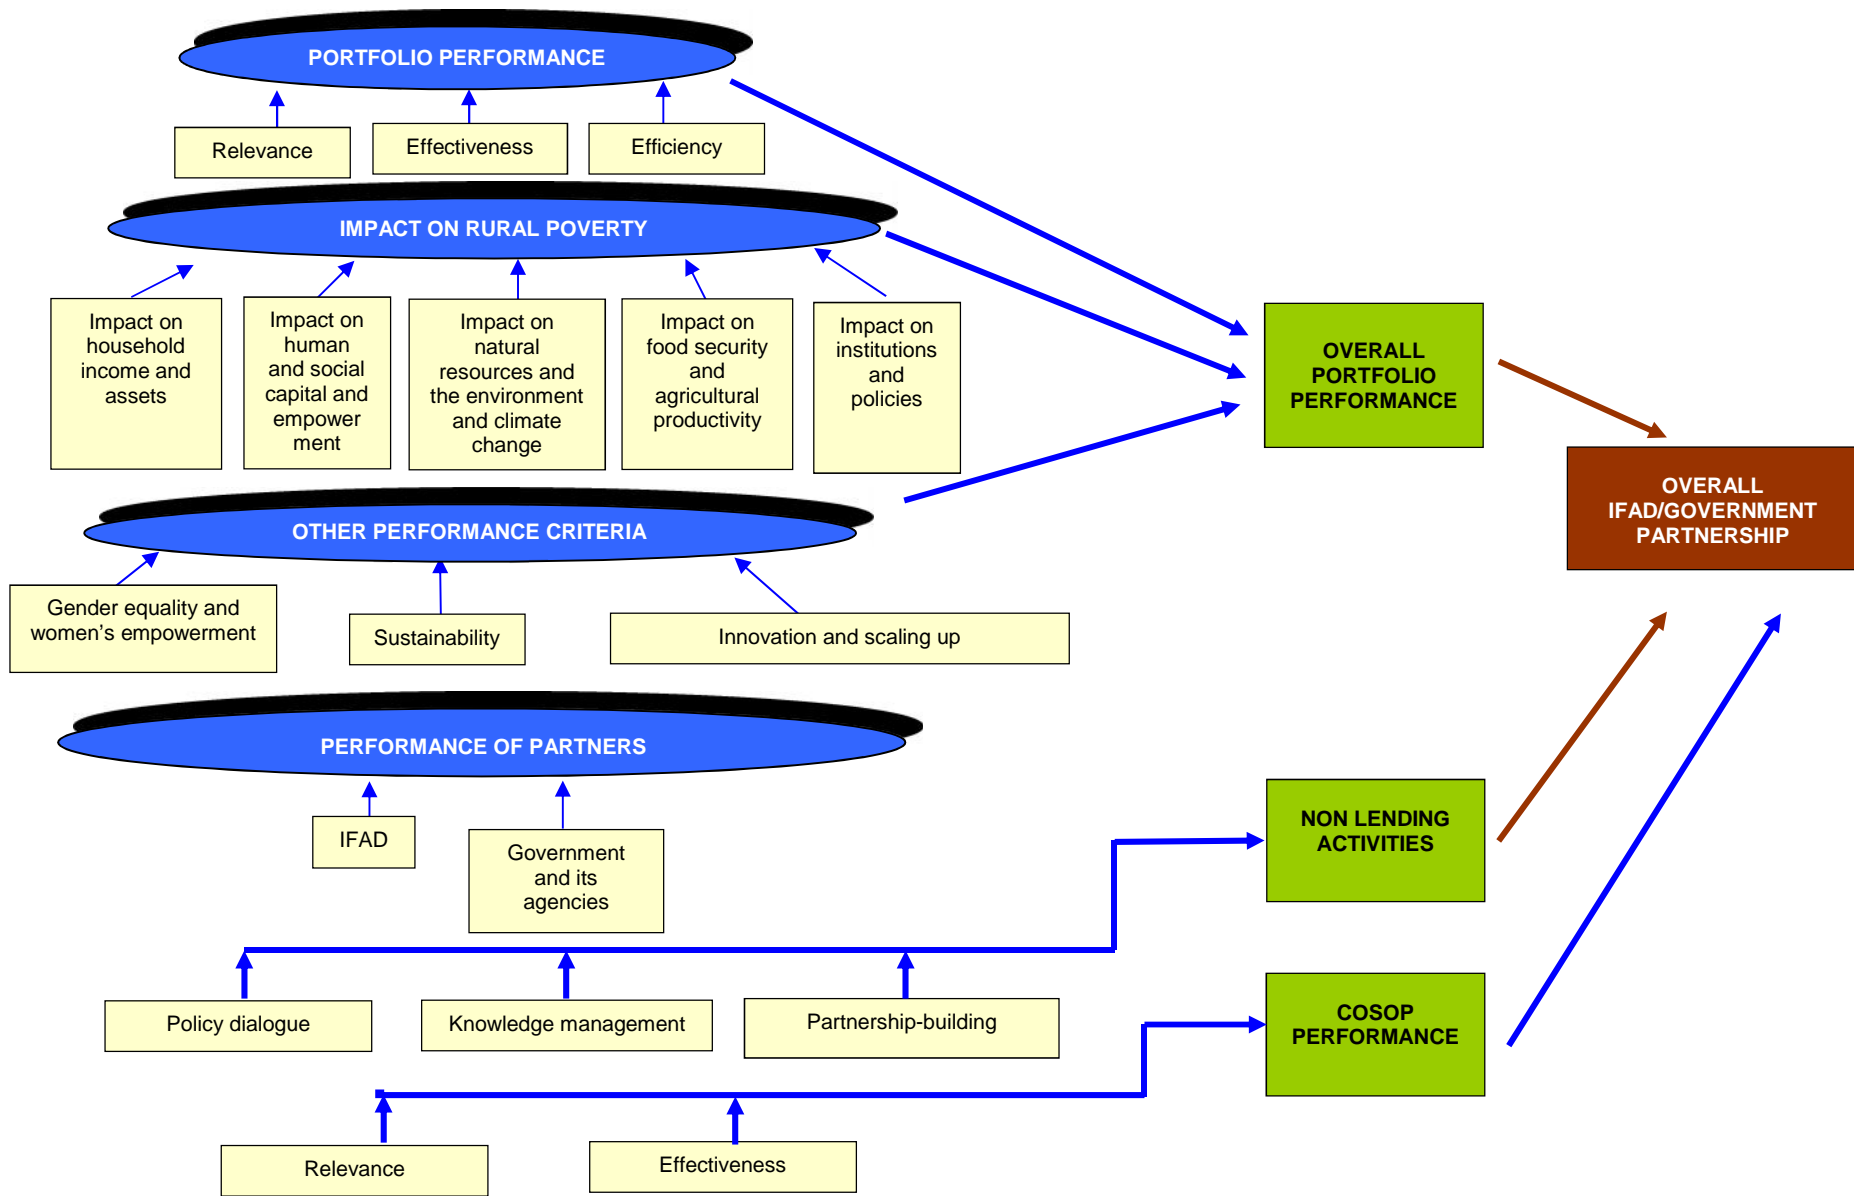 PORTFOLIO PERFORMANCE
Relevance
Effectiveness
Efficiency
IMPACT ON RURAL POVERTY
Impact on
household
income and
assets
Impact on
human
and social
capital and
empower
ment
Impact on
natural
resources and
the environment
and climate
change
Impact on
food security
and
agricultural
productivity
Impact on
institutions
and
policies
OVERALL
PORTFOLIO
PERFORMANCE
OVERALL
IFAD/GOVERNMENT
PARTNERSHIP
OTHER PERFORMANCE CRITERIA
Gender equality and
women’s empowerment
Sustainability
Innovation and scaling up
PERFORMANCE OF PARTNERS
IFAD
Government
and its
agencies
NON LENDING
ACTIVITIES
Policy dialogue
Knowledge management
Partnership-building
COSOP
PERFORMANCE
Relevance
Effectiveness